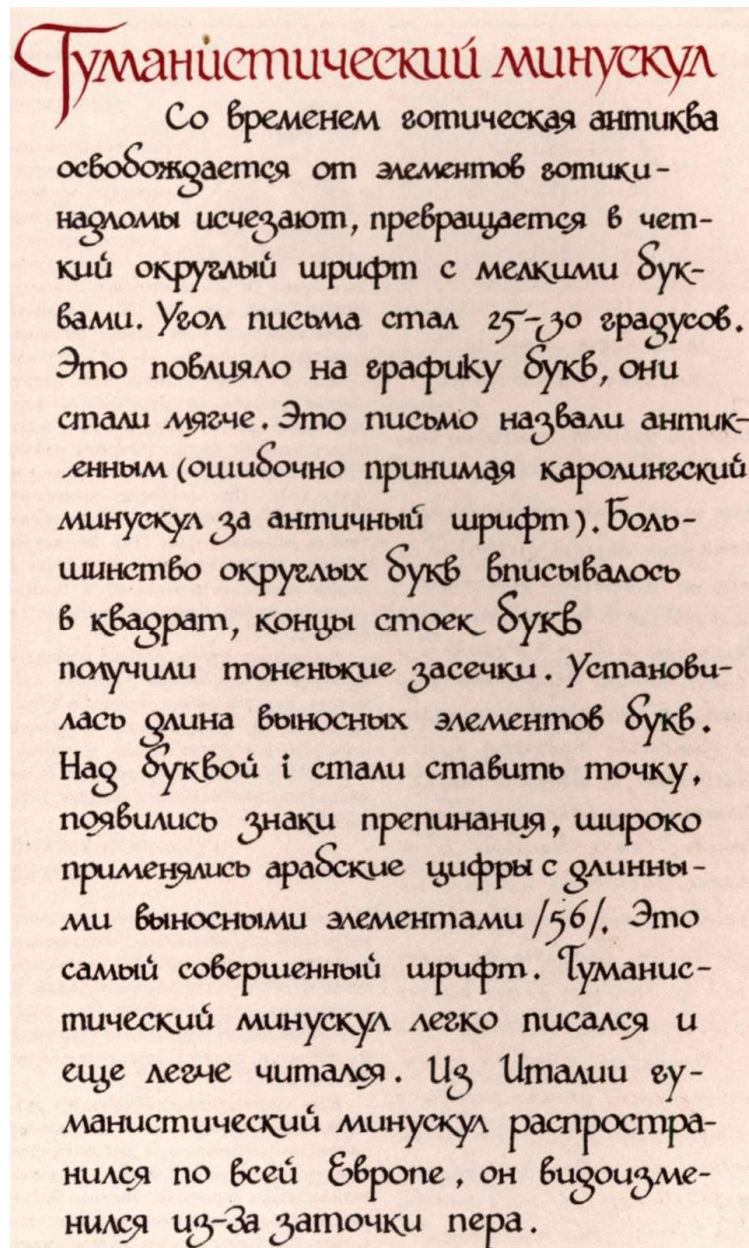 Гуманистический минускул
Со временем готическая антиква
освобождается от элементов готики -
надломы исчезают, превращается в чет-
кий округлый шрифт с мелкими бук-
вами. Угол письма стал 25-30 градусов.
Это повлияло на графику букв, они
стали мягче. Это письмо назвали антик-
венным (ошибочно принимая каролингский
минускул за античный шрифт). Боль-
шинство округлых букв вписывалось
в квадрат, концы стоек букв
получили тоненькие засечки. Установи-
лась длина выносных элементов букв.
Над буквой i стали ставить точку,
появились знаки препинания, широко
применялись арабские цифры с длинны-
ми выносными элементами /56/. Это
самый совершенный шрифт. Гуманис-
тический минускул легко писался и
еще легче читался. Из Италии гу-
манистический минускул распростра-
нился по всей Европе, он видоизме-
нился из-за заточки пера.